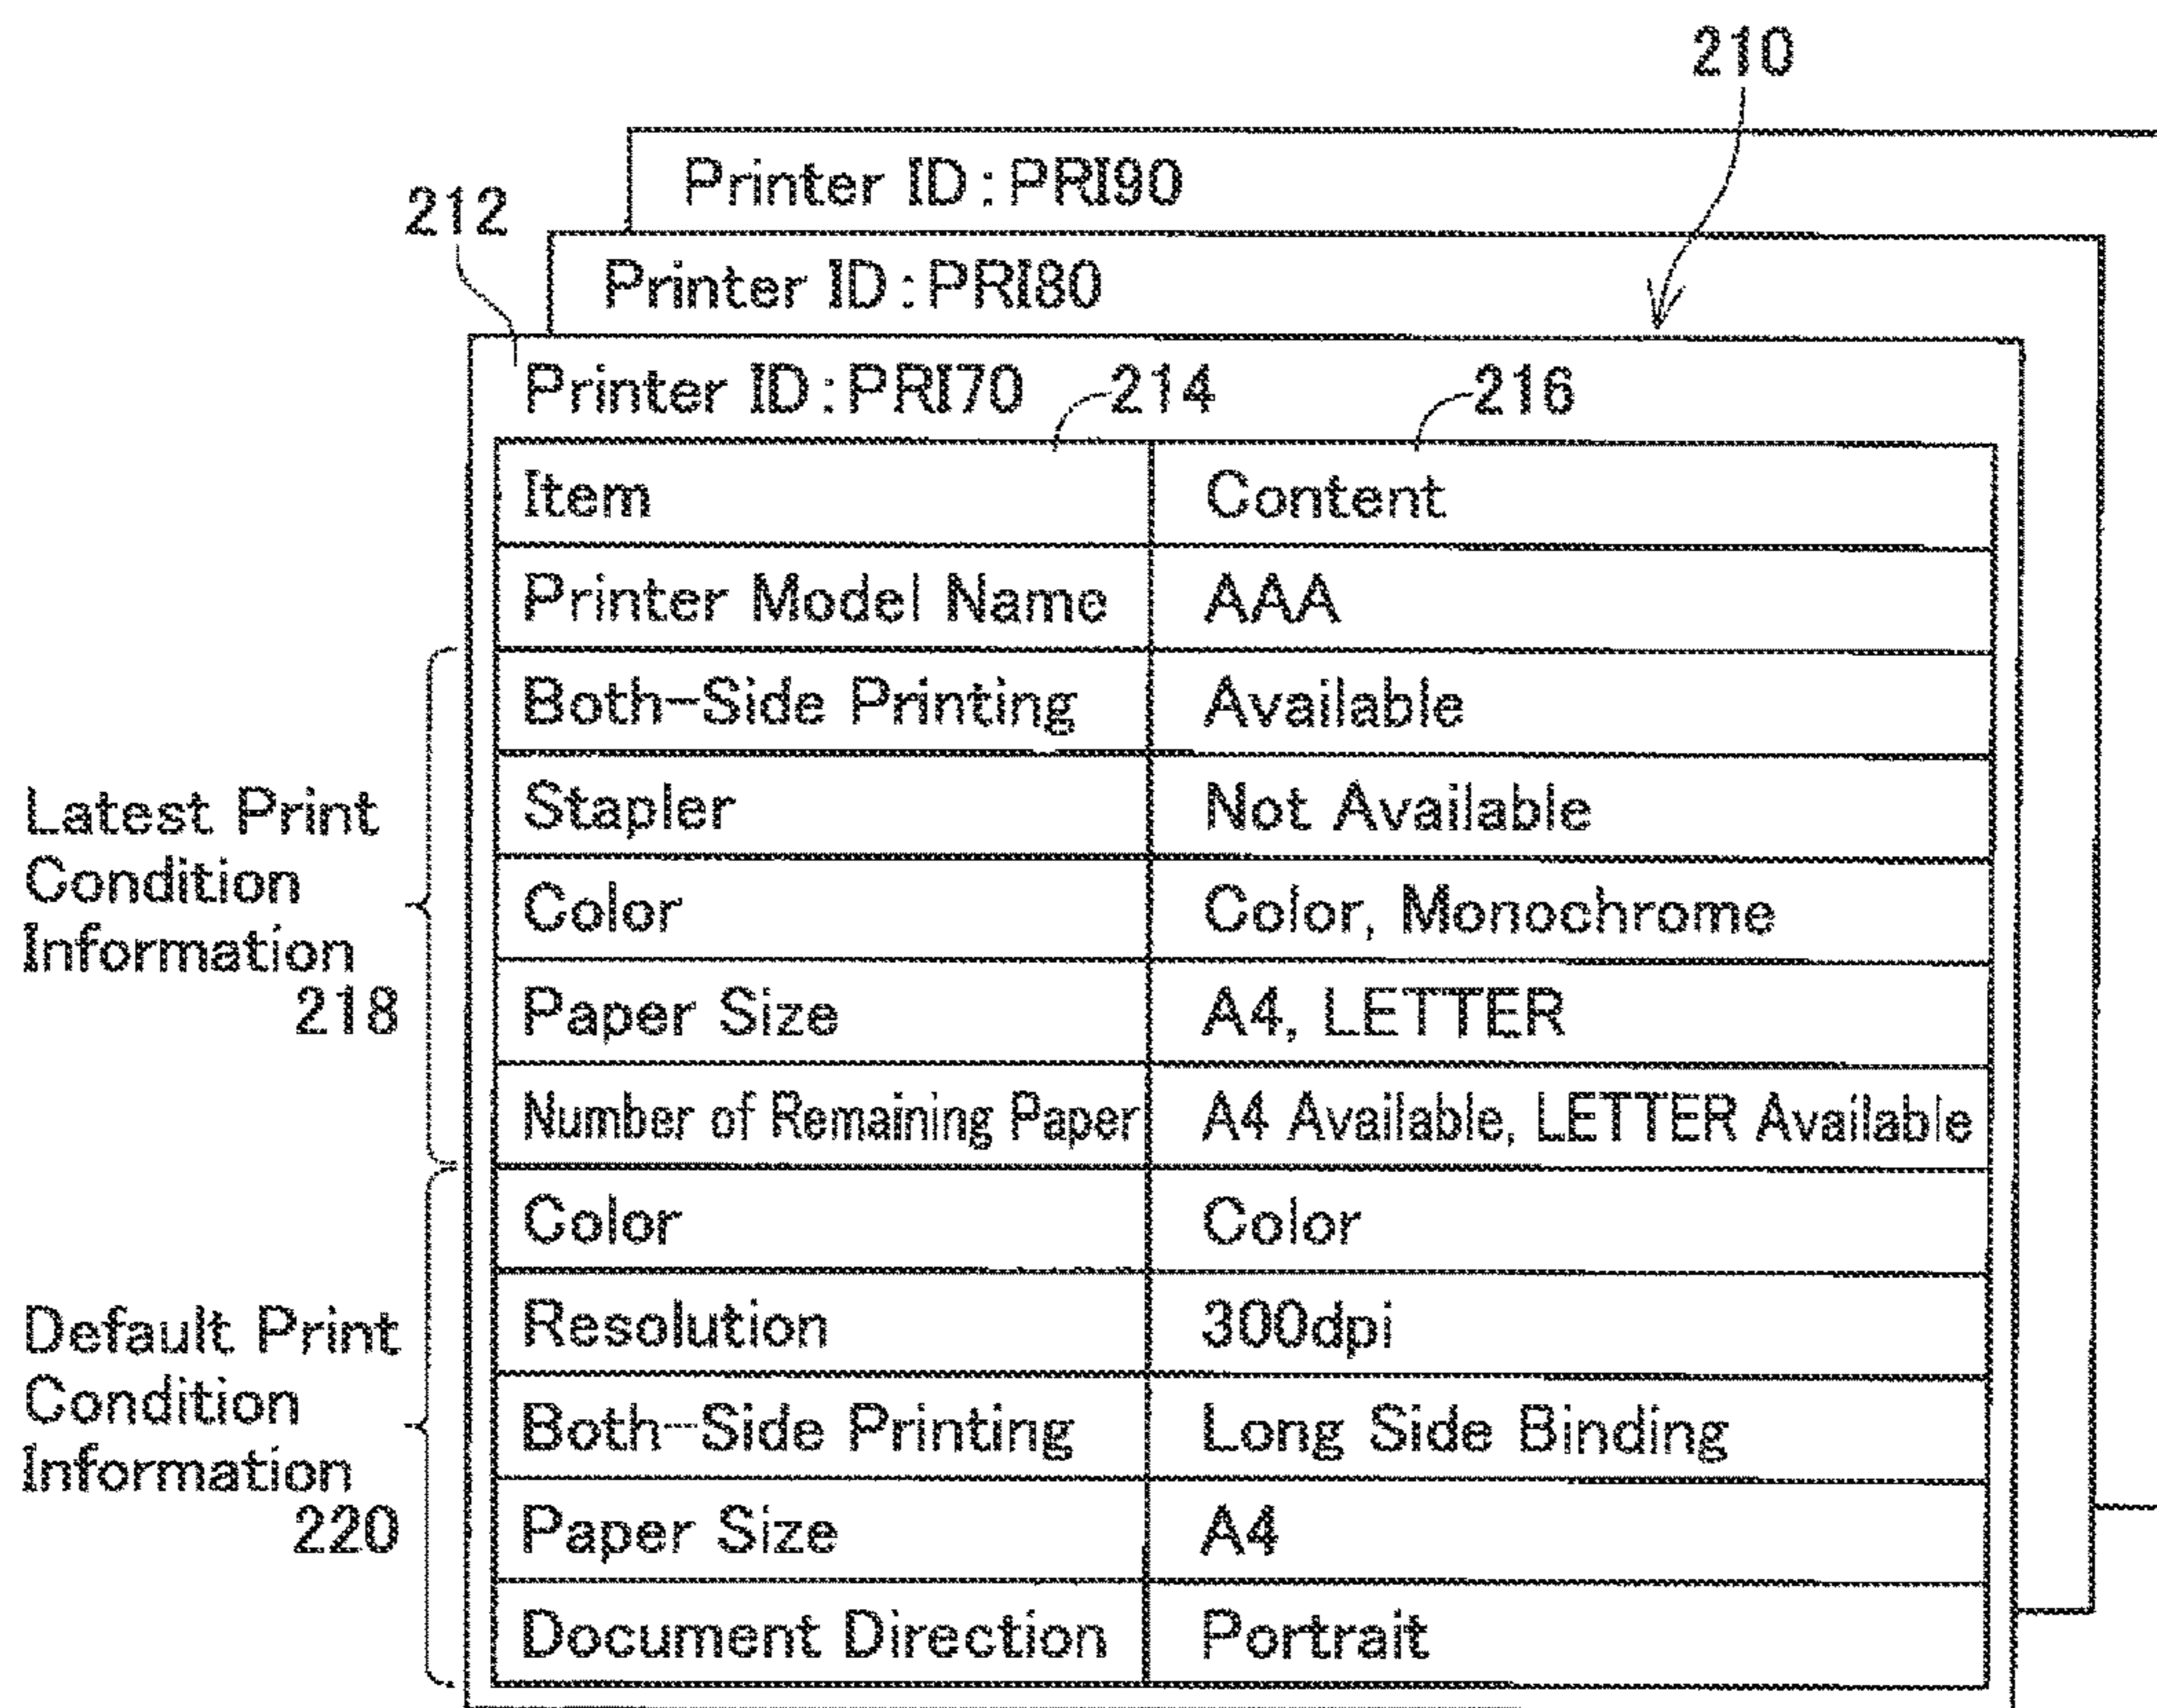 210
Printer ID:PRI90
212
Printer ID:PRI80
Printer ID:PRI70 214 216
Item Content
Printer Model Name AAA
Both-Side Printing Available
Stapler Not Available
Color Color, Monochrome
Paper Size A4, LETTER
Number of Remaining Paper A4 Available, LETTER Available
Latest Print
Condition
Information
218
Color Color
Resolution 300dpi
Both-Side Printing Long Side Binding
Paper Size A4
Document Direction Portrait
Default Print
Condition
Information
220